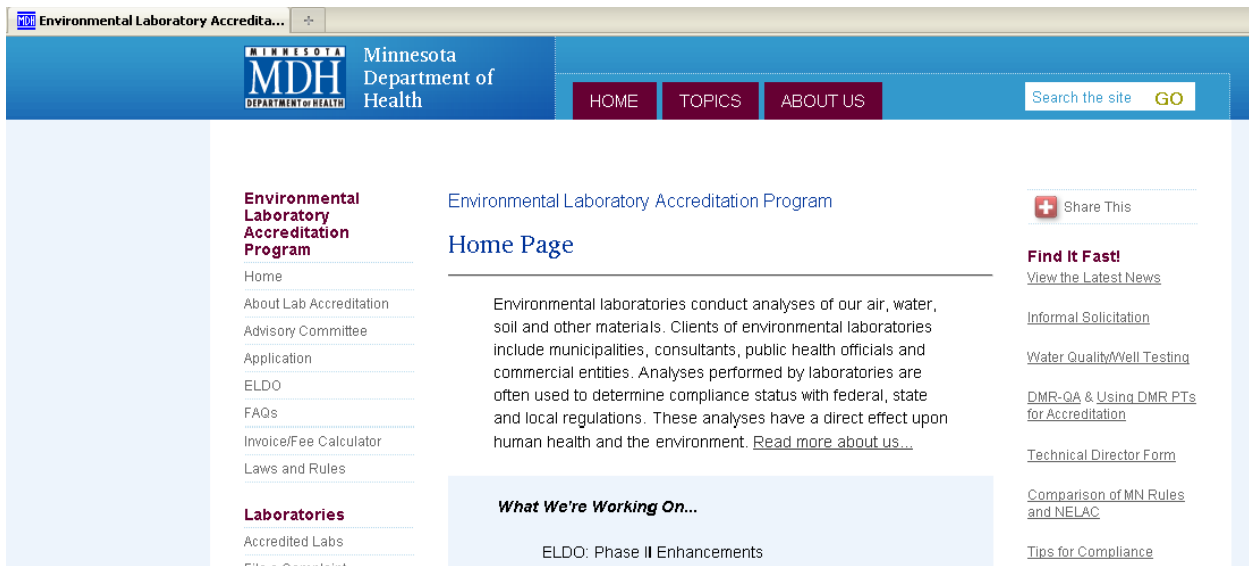 Environmental Laboratory Accredita...
MINNESOTA
MDH
DEPARTMENT OF HEALTH
Minnesota
Department of
Health
HOME
TOPICS
ABOUT US
Search the site
GO
Environmental
Laboratory
Accreditation
Program
Home
About Lab Accreditation
Advisory Committee
Application
ELDO
FAQs
Invoice/Fee Calculator
Laws and Rules
Laboratories
Accredited Labs
File a Complaint
Environmental Laboratory Accreditation Program
Home Page
Environmental laboratories conduct analyses of our air, water,
soil and other materials. Clients of environmental laboratories
include municipalities, consultants, public health officials and
commercial entities. Analyses performed by laboratories are
often used to determine compliance status with federal, state
and local regulations. These analyses have a direct effect upon
human health and the environment. Read more about us...
What We're Working On...
ELDO: Phase II Enhancements
Share This
Find It Fast!
View the Latest News
Informal Solicitation
Water Quality/Well Testing
DMR-QA & Using DMR PTs
for Accreditation
Technical Director Form
Comparison of MN Rules
and NELAC
Tips for Compliance